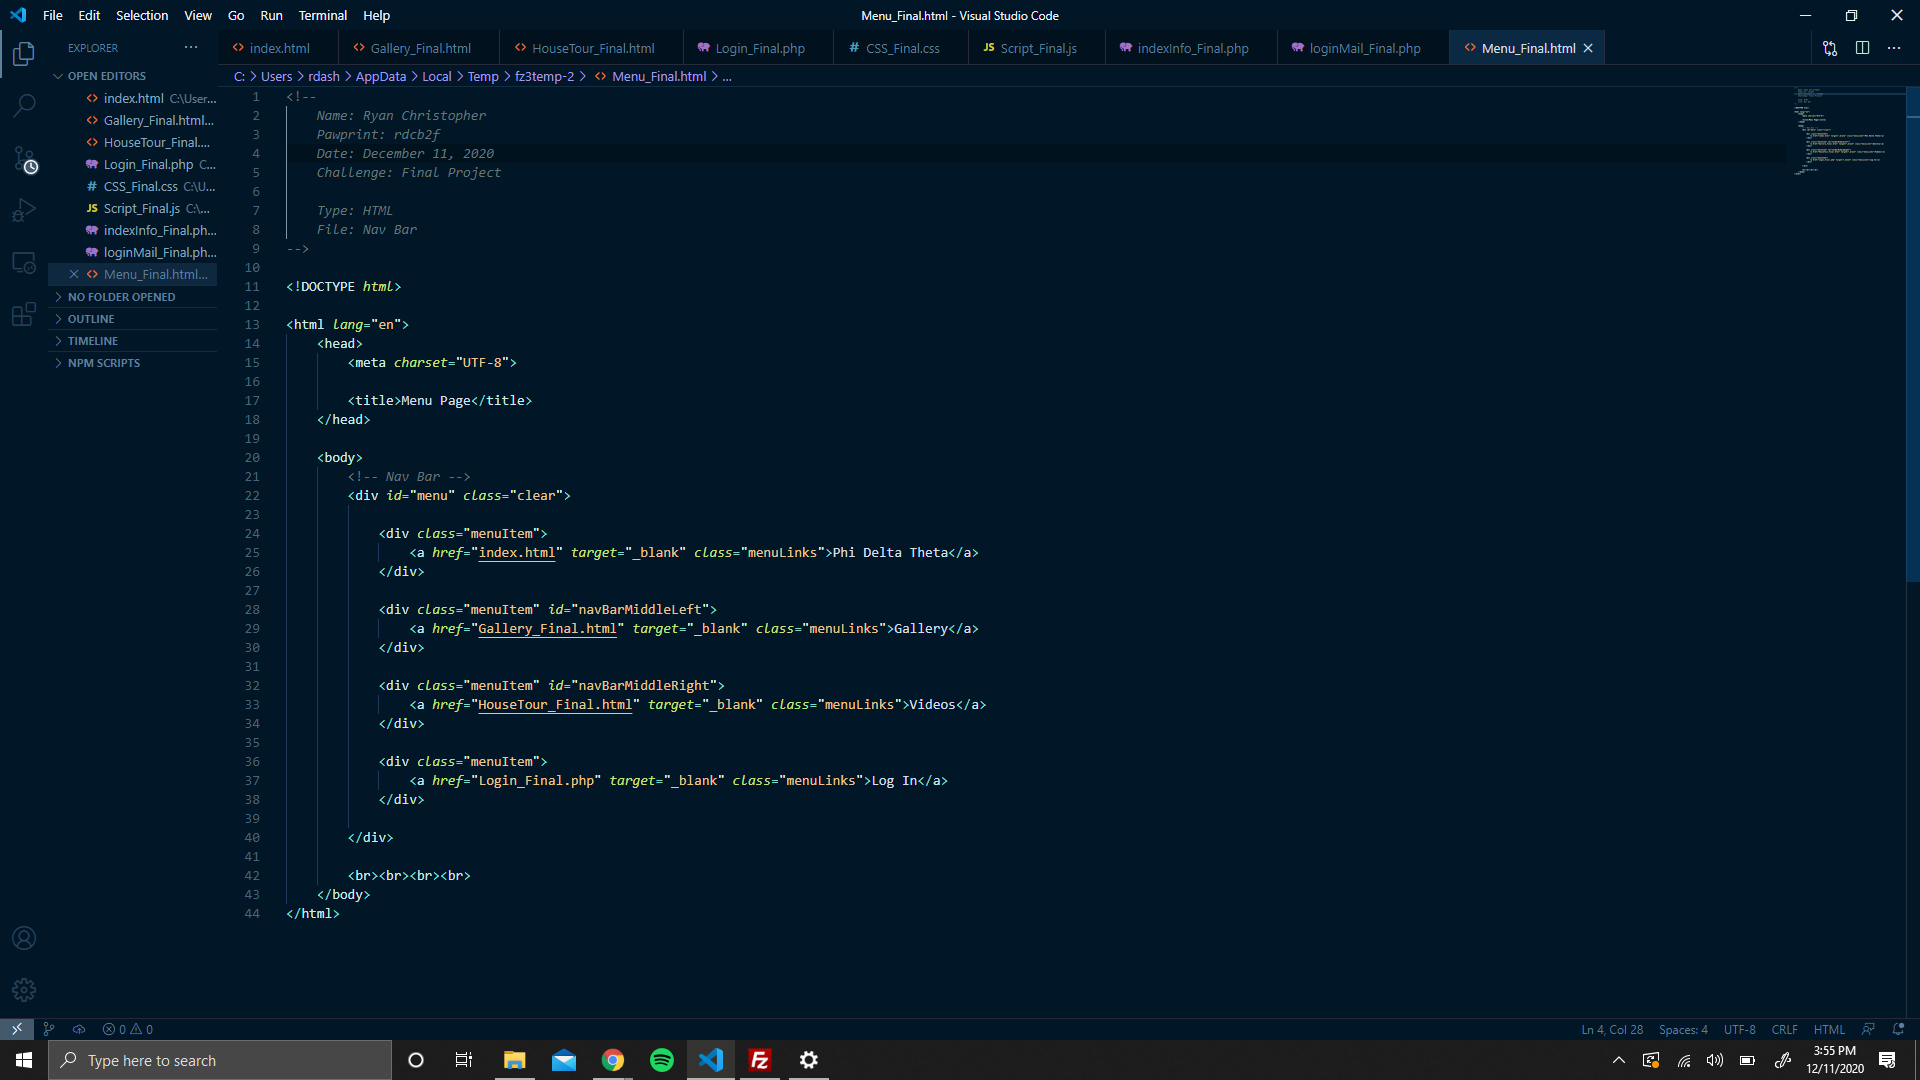 File Edit Selection View Go Run Terminal Help
Menu_Final.html - Visual Studio Code
EXPLORER
index.html Gallery_Final.html HouseTour_Final.html Login_Final.php CSS_Final.css Script_Final.js indexInfo_Final.php loginMail_Final.php Menu_Final.html
OPEN EDITORS
index.html C:\User...
Gallery_Final.html...
HouseTour_Final....
Login_Final.php C...
CSS_Final.css C:\U...
Script_Final.js C:\...
indexInfo_Final.ph...
loginMail_Final.ph...
Menu_Final.html...
NO FOLDER OPENED
OUTLINE
TIMELINE
NPM SCRIPTS
C: > Users > rdash > AppData > Local > Temp > fz3temp-2 > Menu_Final.html > ...
1 <!--
2 Name: Ryan Christopher
3 Pawprint: rdcb2f
4 Date: December 11, 2020
5 Challenge: Final Project
6
7 Type: HTML
8 File: Nav Bar
9 -->
10
11 <!DOCTYPE html>
12
13 <html lang="en">
14 <head>
15 <meta charset="UTF-8">
16
17 <title>Menu Page</title>
18 </head>
19
20 <body>
21 <!-- Nav Bar -->
22 <div id="menu" class="clear">
23
24 <div class="menuItem">
25 <a href="index.html" target="_blank" class="menuLinks">Phi Delta Theta</a>
26 </div>
27
28 <div class="menuItem" id="navBarMiddleLeft">
29 <a href="Gallery_Final.html" target="_blank" class="menuLinks">Gallery</a>
30 </div>
31
32 <div class="menuItem" id="navBarMiddleRight">
33 <a href="HouseTour_Final.html" target="_blank" class="menuLinks">Videos</a>
34 </div>
35
36 <div class="menuItem">
37 <a href="Login_Final.php" target="_blank" class="menuLinks">Log In</a>
38 </div>
39
40 </div>
41
42 <br><br><br><br>
43 </body>
44 </html>
0 0
Ln 4, Col 28 Spaces: 4 UTF-8 CRLF HTML
Type here to search
3:55 PM
12/11/2020